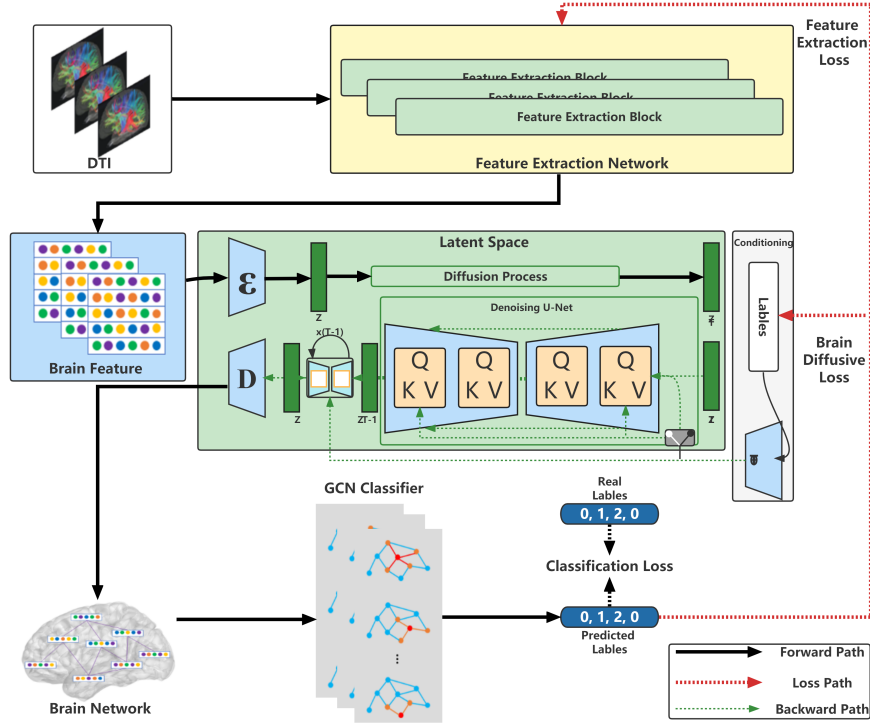 Feature
Extraction
Loss
Feature Extraction Block
Feature Extraction Block
Feature Extraction Block
DTI
Feature Extraction Network
Latent Space
Conditioning
ε
Diffusion Process
Z
Denoising U-Net
Lables
x(T-1)
Q
Q
Q
Q
K V
K V
K V
K V
D
Brain Feature
Z
ZT-1
z
Brain
Diffusive
Loss
GCN Classifier
Real
Lables
0, 1, 2, 0
Classification Loss
0, 1, 2, 0
Predicted
Lables
...
Brain Network
Forward Path
Loss Path
Backward Path